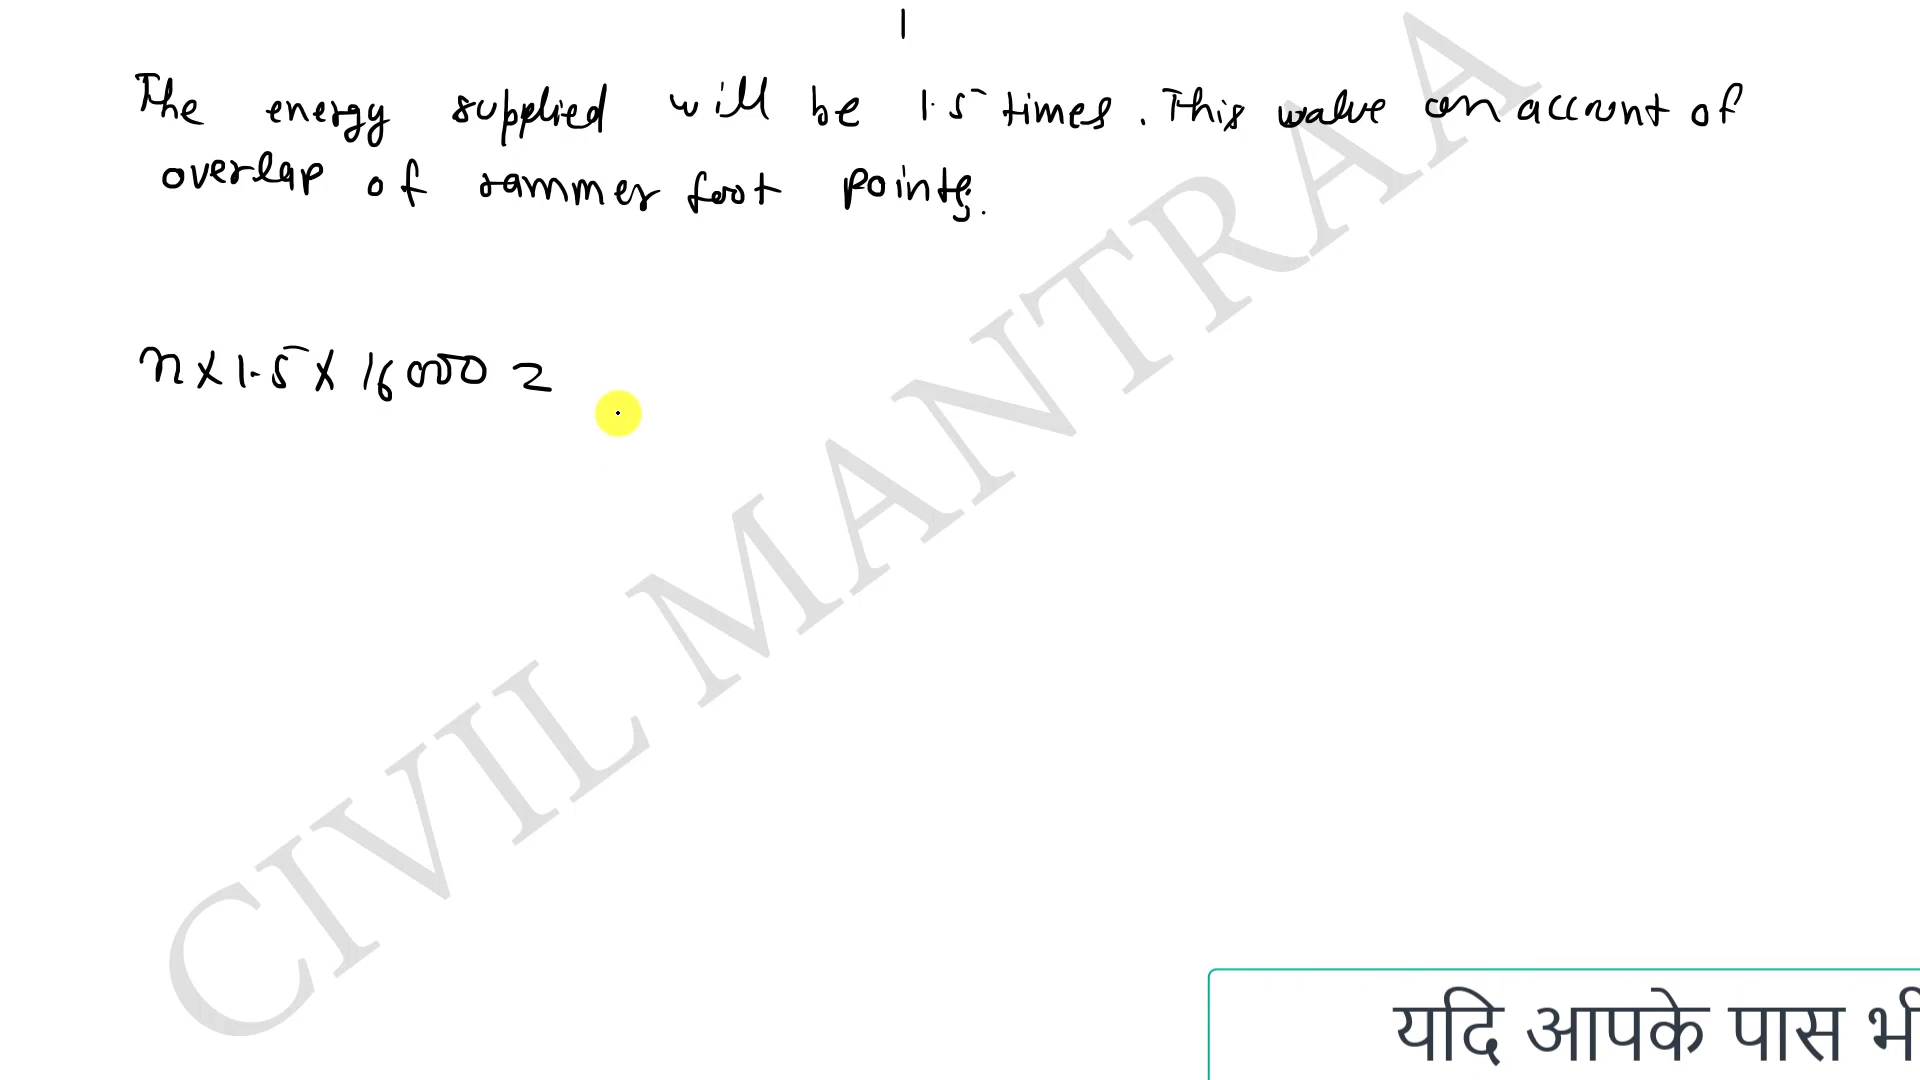 The energy supplied will be 1.5 times. This value on account of
overlap of rammer foot points.
n x 1.5 x 16000 =
CIVIL MANTRAA
यदि आपके पास भी